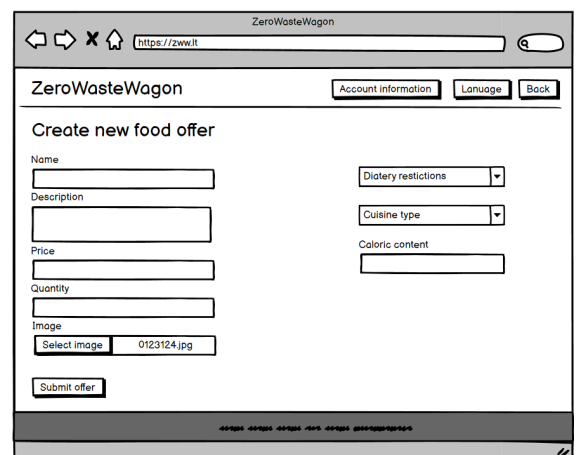 ZeroWasteWagon
https://zww.lt
ZeroWasteWagon
Account information
Lanuage
Back
Create new food offer
Name
Diatery restictions
Description
Cuisine type
Price
Caloric content
Quantity
Image
Select image
0123124.jpg
Submit offer